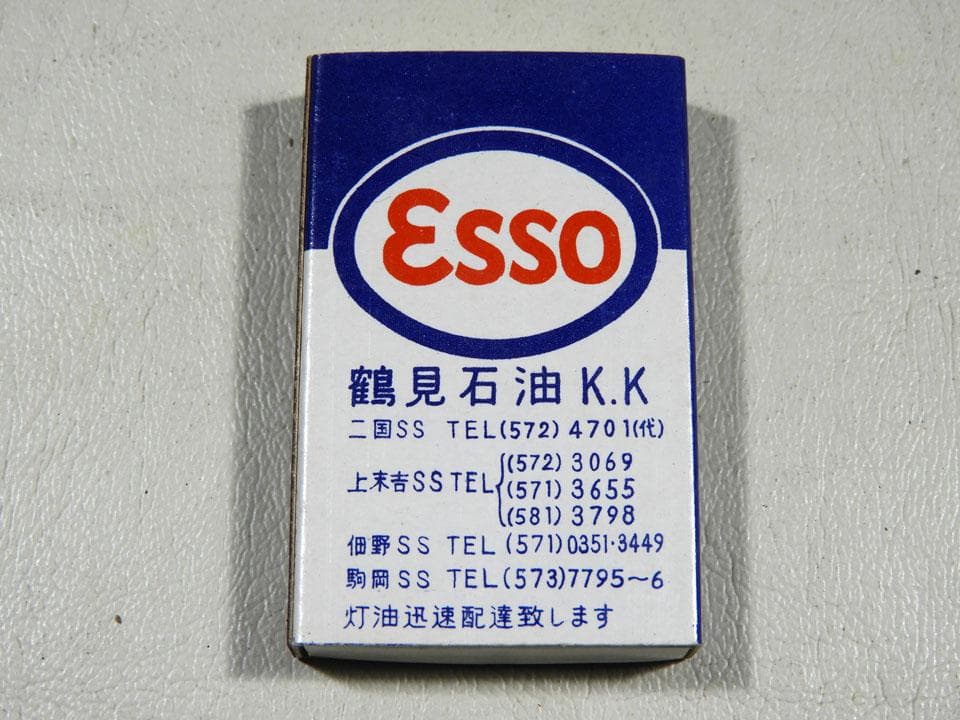 Esso
鶴見石油K.K
二国SS TEL(572)4701(代)
上末吉SS TEL{(572)3069
(571)3655
(581)3798
佃野SS TEL(571)0351・3449
駒岡SS TEL(573)7795〜6
灯油迅速配達致します